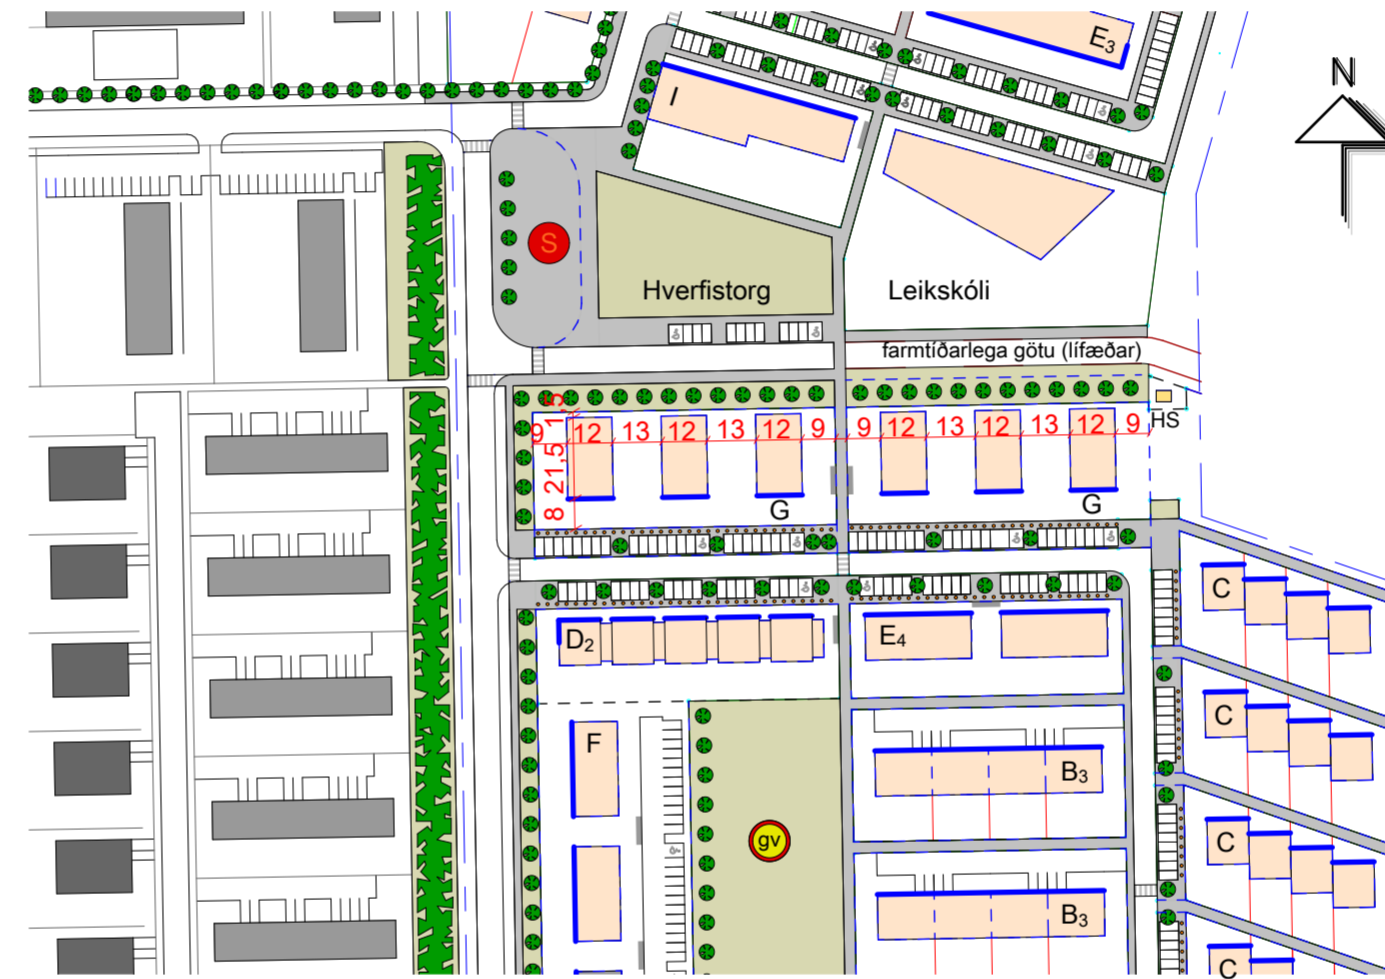 E3
N
I
S
Hverfistorg
Leikskóli
farmtíðarlega götu (lífæðar)
HS
1,5
9 12 13 12 13 12 9 9 12 13 12 13 12 9
21,5
8
G
G
D2
E4
C
F
B3
C
gv
C
B3
C